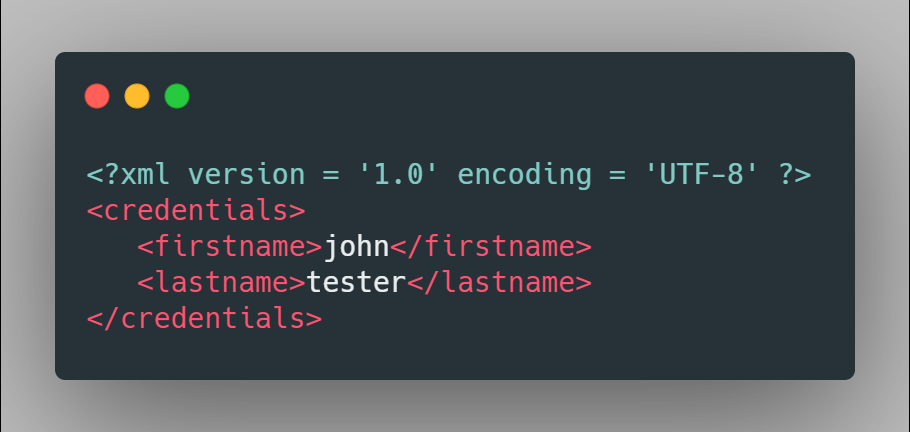 <?xml version = '1.0' encoding = 'UTF-8' ?>
<credentials>
   <firstname>john</firstname>
   <lastname>tester</lastname>
</credentials>